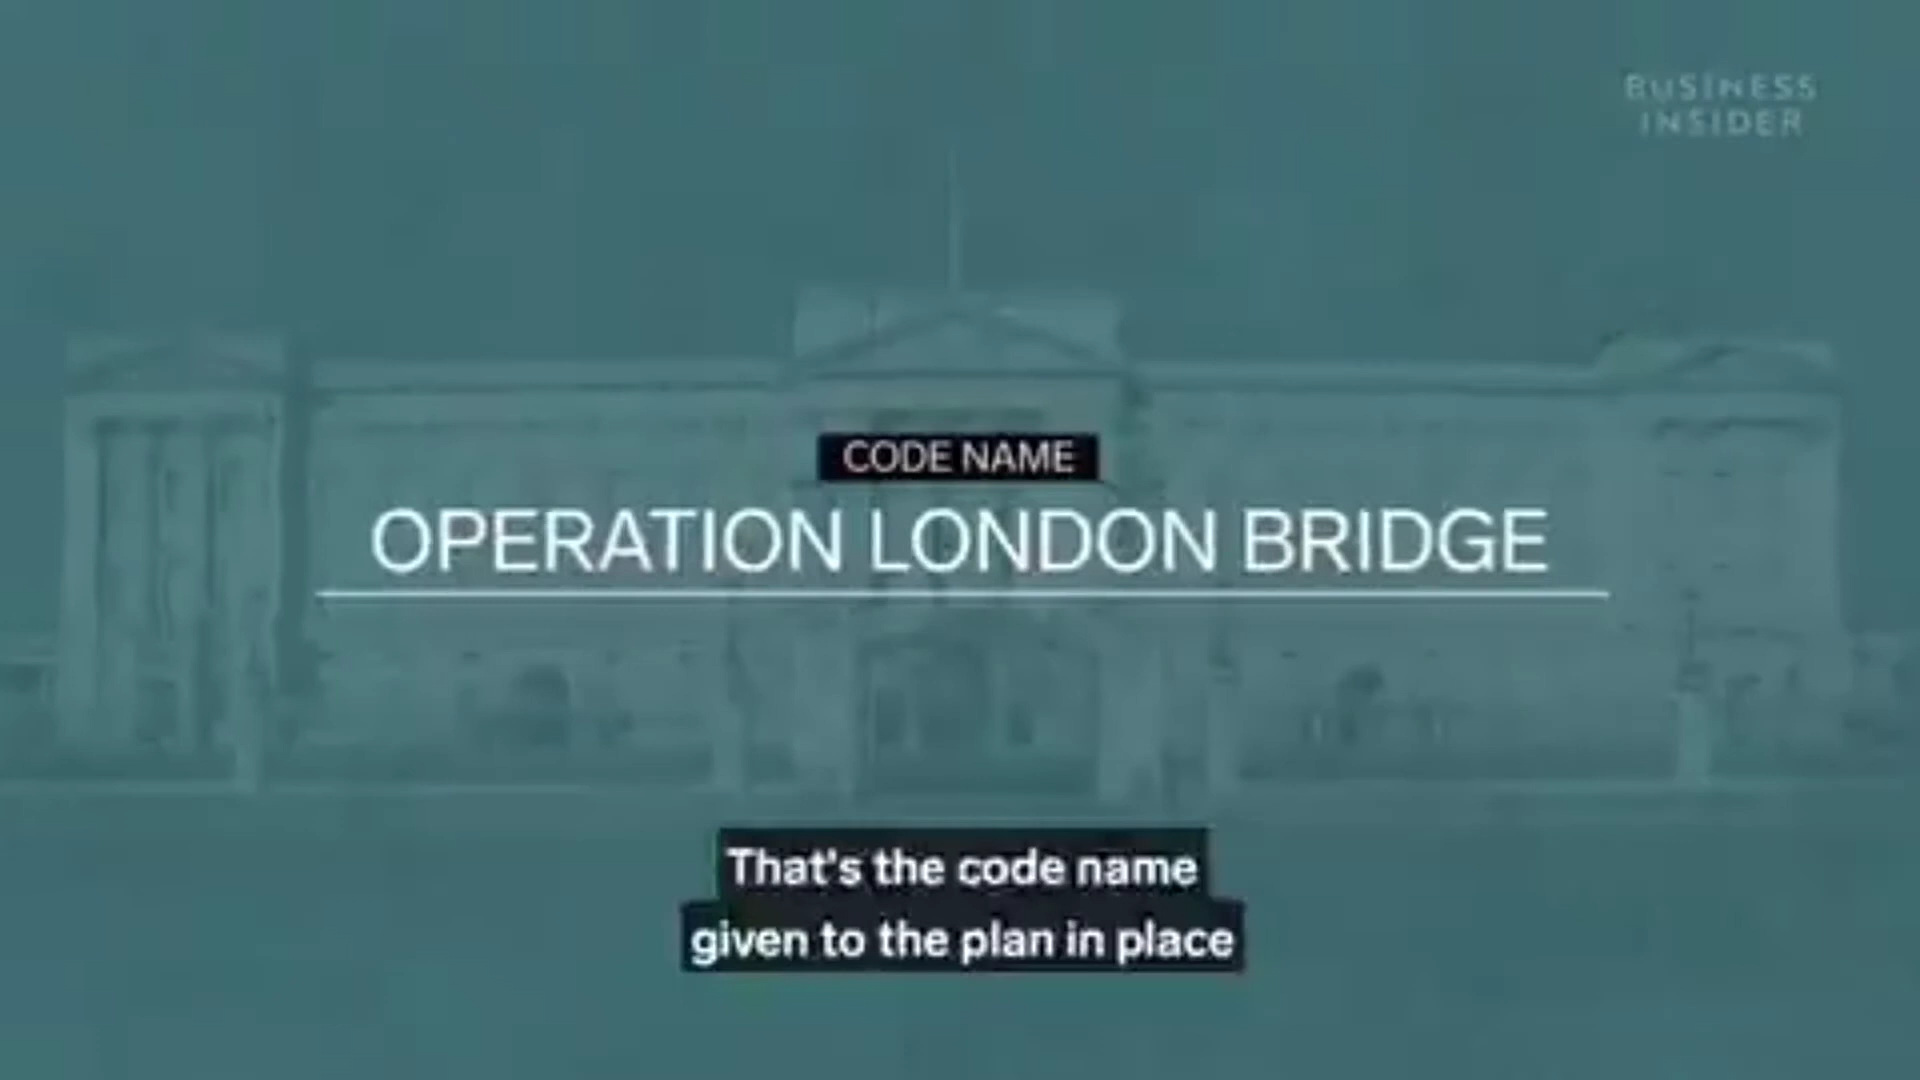 BUSINESS
INSIDER
CODE NAME
OPERATION LONDON BRIDGE
That's the code name
given to the plan in place